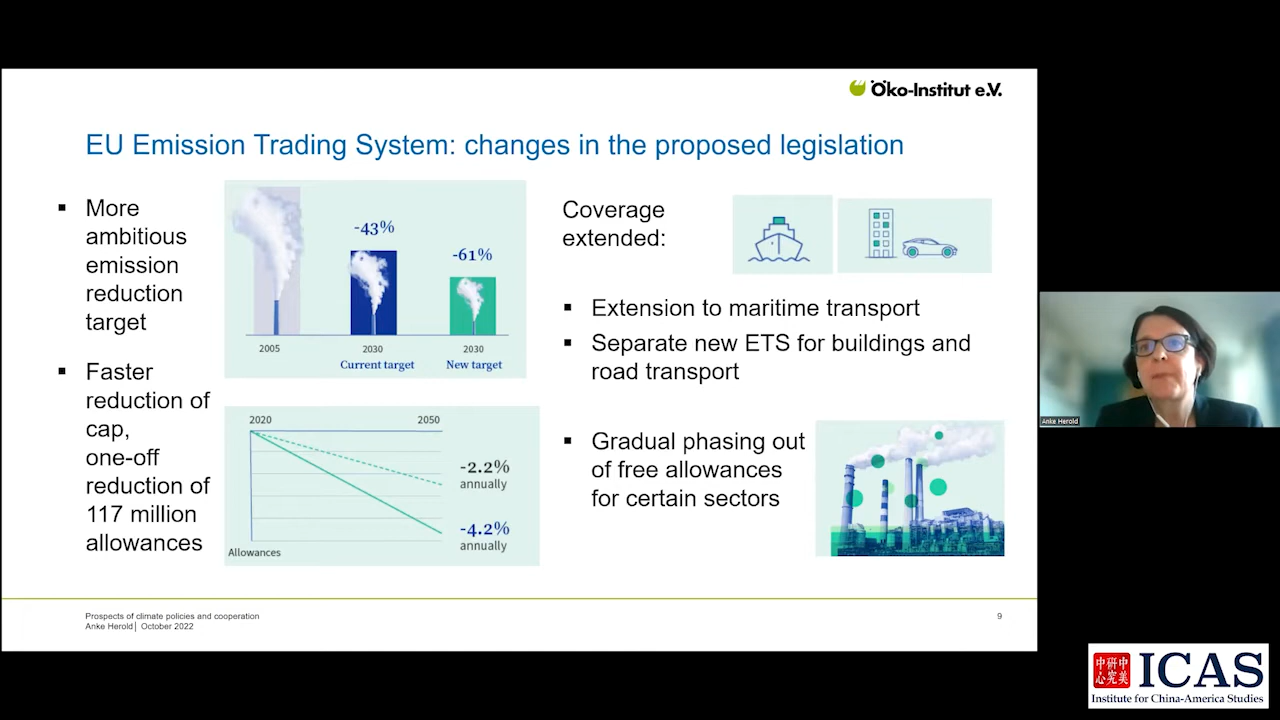 Öko-Institut e.V.
EU Emission Trading System: changes in the proposed legislation
▪ More
ambitious
emission
reduction
target
▪ Faster
reduction of
cap,
one-off
reduction of
117 million
allowances
-43%
-61%
2005
2030
Current target
2030
New target
2020
2050
-2.2%
annually
-4.2%
annually
Allowances
Coverage
extended:
▪ Extension to maritime transport
▪ Separate new ETS for buildings and
road transport
▪ Gradual phasing out
of free allowances
for certain sectors
Prospects of climate policies and cooperation
Anke Herold│ October 2022
9
Anke Herold
中研中
心究美
ICAS
Institute for China-America Studies